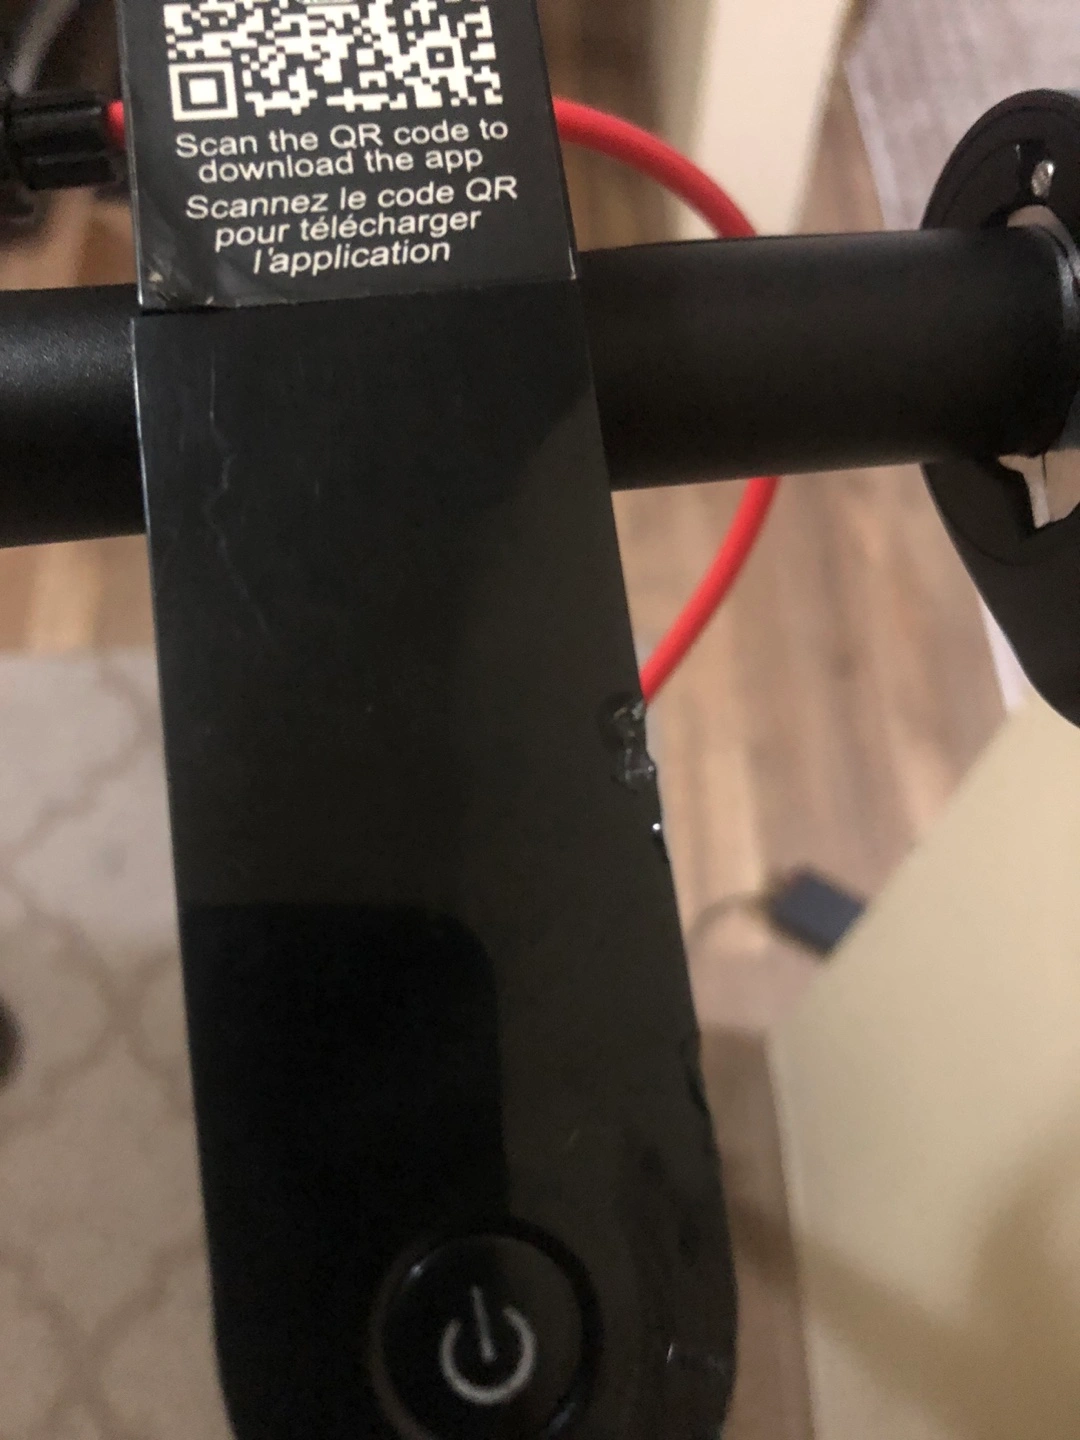 Scan the QR code to
download the app
Scannez le code QR
pour télécharger
l'application